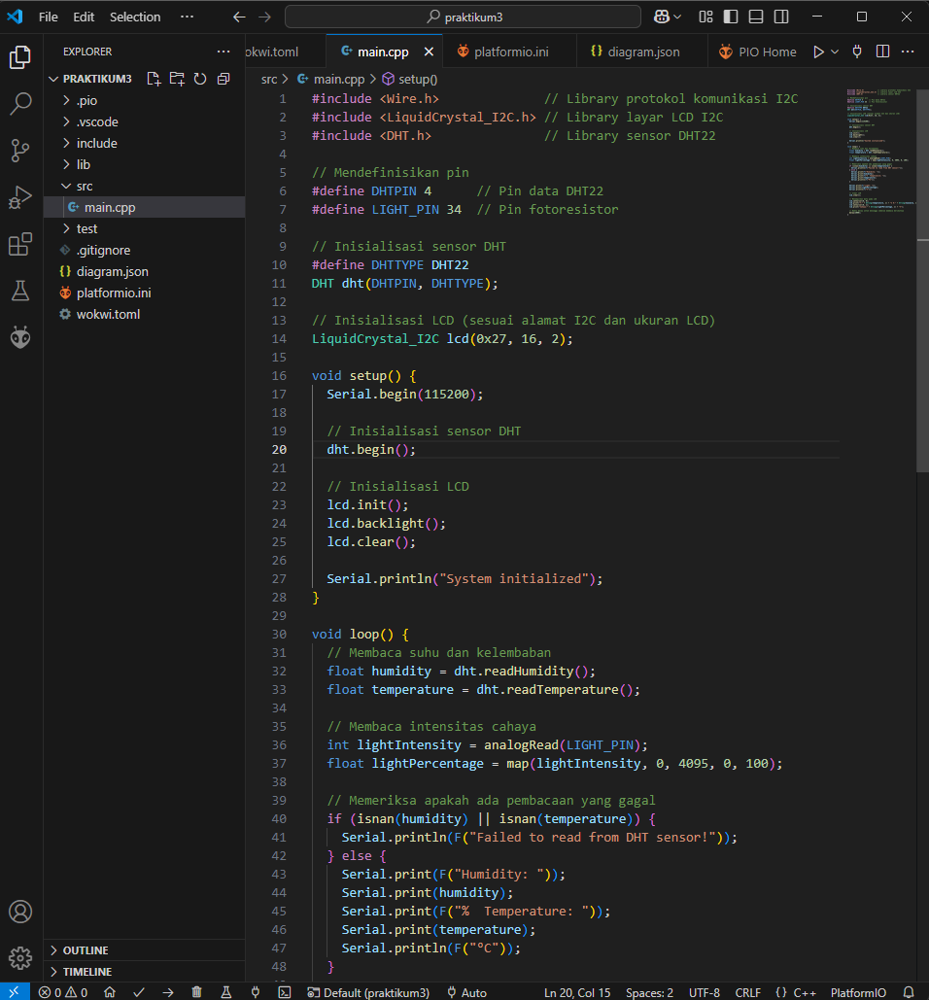 File Edit Selection ··· praktikum3
EXPLORER ···
PRAKTIKUM3
.pio
.vscode
include
lib
src
main.cpp
test
.gitignore
{} diagram.json
platformio.ini
wokwi.toml
OUTLINE
TIMELINE
wokwi.toml main.cpp platformio.ini {} diagram.json PIO Home ···
src > main.cpp > setup()
1 #include <Wire.h> // Library protokol komunikasi I2C
2 #include <LiquidCrystal_I2C.h> // Library layar LCD I2C
3 #include <DHT.h> // Library sensor DHT22
4
5 // Mendefinisikan pin
6 #define DHTPIN 4 // Pin data DHT22
7 #define LIGHT_PIN 34 // Pin fotoresistor
8
9 // Inisialisasi sensor DHT
10 #define DHTTYPE DHT22
11 DHT dht(DHTPIN, DHTTYPE);
12
13 // Inisialisasi LCD (sesuai alamat I2C dan ukuran LCD)
14 LiquidCrystal_I2C lcd(0x27, 16, 2);
15
16 void setup() {
17 Serial.begin(115200);
18
19 // Inisialisasi sensor DHT
20 dht.begin();
21
22 // Inisialisasi LCD
23 lcd.init();
24 lcd.backlight();
25 lcd.clear();
26
27 Serial.println("System initialized");
28 }
29
30 void loop() {
31 // Membaca suhu dan kelembaban
32 float humidity = dht.readHumidity();
33 float temperature = dht.readTemperature();
34
35 // Membaca intensitas cahaya
36 int lightIntensity = analogRead(LIGHT_PIN);
37 float lightPercentage = map(lightIntensity, 0, 4095, 0, 100);
38
39 // Memeriksa apakah ada pembacaan yang gagal
40 if (isnan(humidity) || isnan(temperature)) {
41 Serial.println(F("Failed to read from DHT sensor!"));
42 } else {
43 Serial.print(F("Humidity: "));
44 Serial.print(humidity);
45 Serial.print(F("% Temperature: "));
46 Serial.print(temperature);
47 Serial.println(F("°C"));
48 }
0 0 Default (praktikum3) Auto Ln 20, Col 15 Spaces: 2 UTF-8 CRLF {} C++ PlatformIO